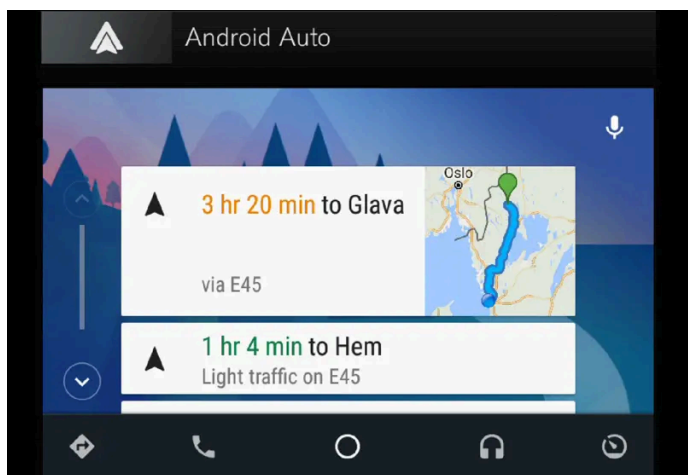 Android Auto
3 hr 20 min to Glava
via E45
Oslo
1 hr 4 min to Hem
Light traffic on E45